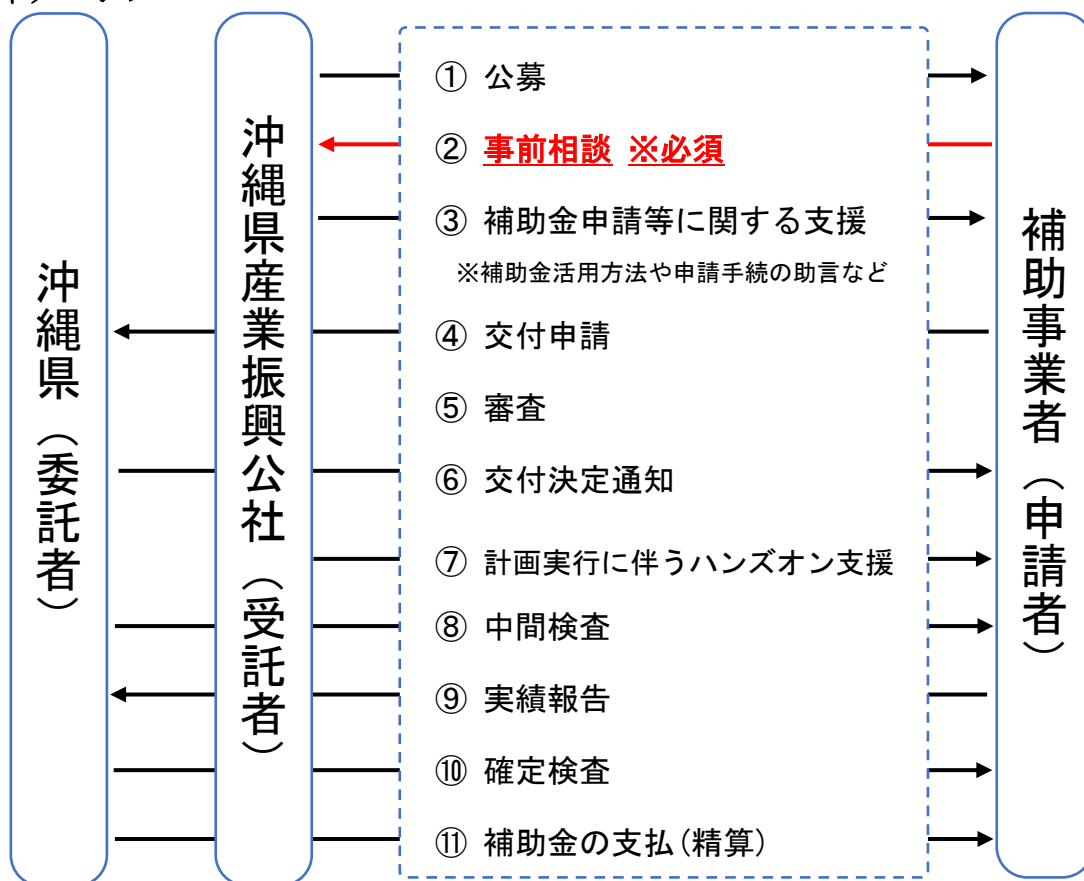 沖縄県（委託者）
沖縄県産業振興公社（受託者）
① 公募
② 事前相談 ※必須
③ 補助金申請等に関する支援
※補助金活用方法や申請手続の助言など
④ 交付申請
⑤ 審査
⑥ 交付決定通知
⑦ 計画実行に伴うハンズオン支援
⑧ 中間検査
⑨ 実績報告
⑩ 確定検査
⑪ 補助金の支払（精算）
補助事業者（申請者）